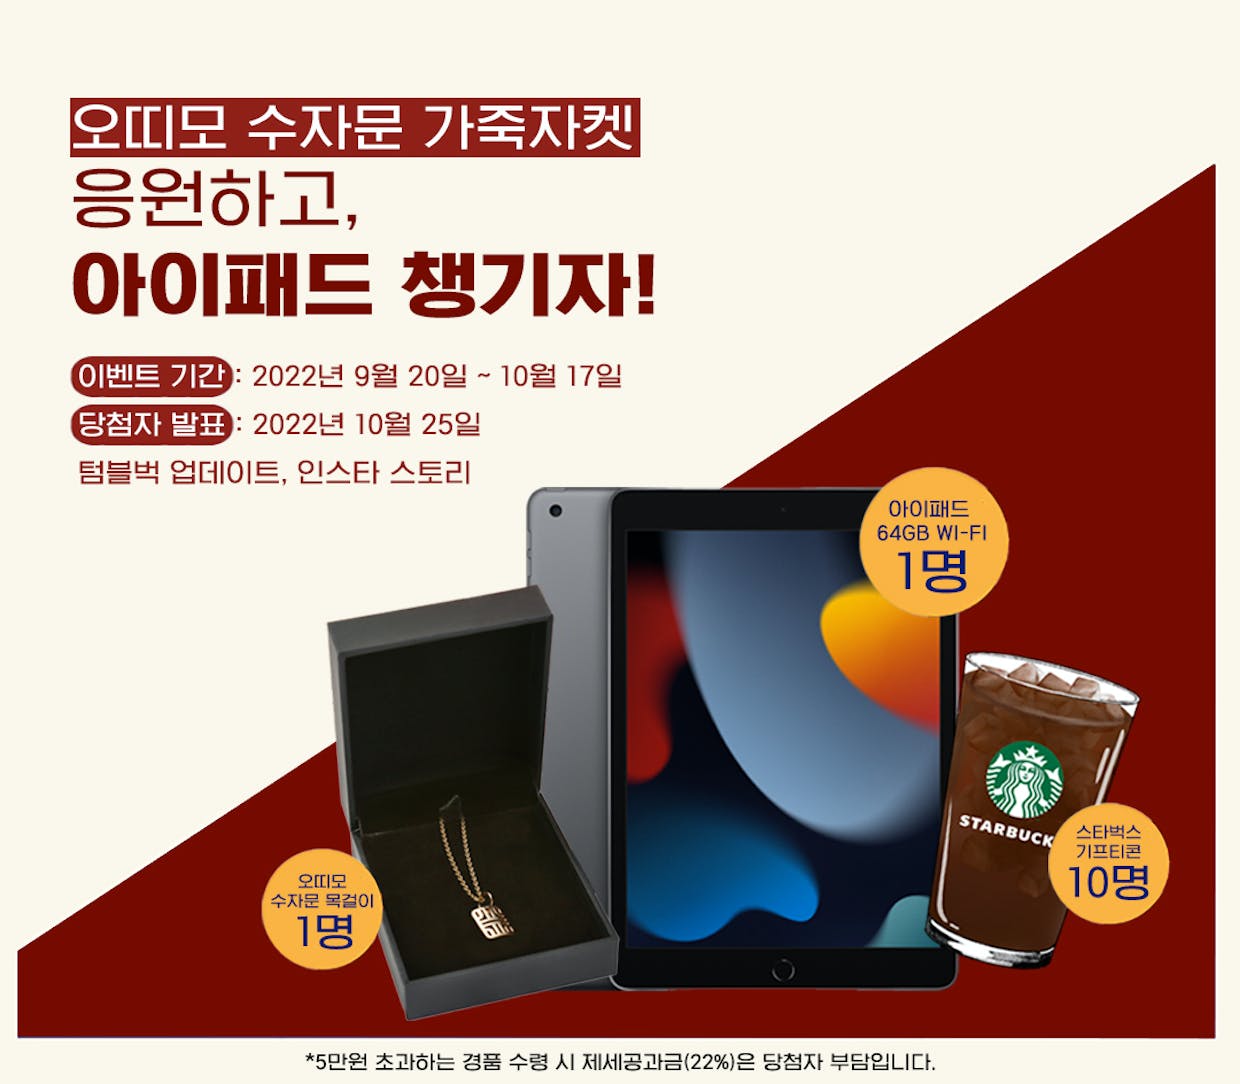 오띠모 수자문 가죽자켓
응원하고,
아이패드 챙기자!
이벤트 기간 : 2022년 9월 20일 ~ 10월 17일
당첨자 발표 : 2022년 10월 25일
텀블벅 업데이트, 인스타 스토리
아이패드
64GB WI-FI
1명
STARBUCK
스타벅스
기프티콘
10명
오띠모
수자문 목걸이
1명
*5만원 초과하는 경품 수령 시 제세공과금(22%)은 당첨자 부담입니다.